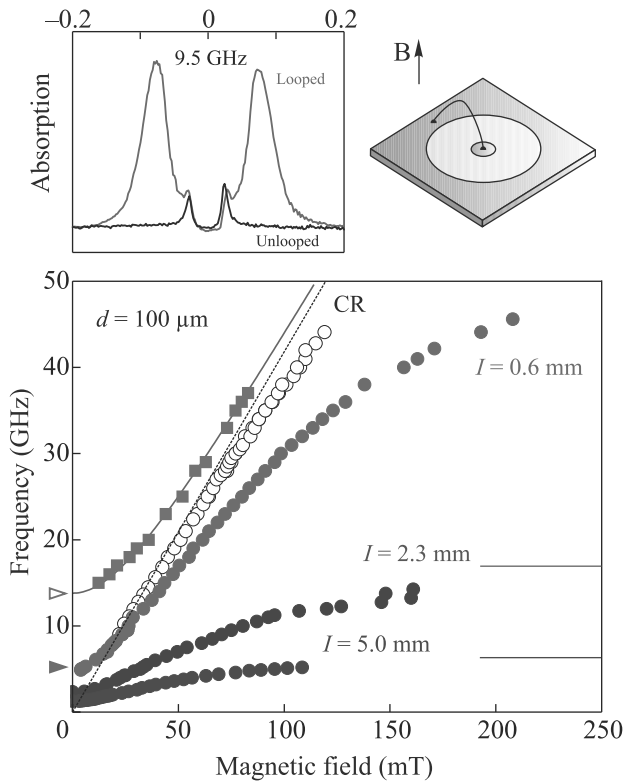 –0.2 0 0.2
9.5 GHz
Looped
Absorption
Unlooped
B
50
CR
d = 100 µm
40
I = 0.6 mm
30
Frequency (GHz)
20
I = 2.3 mm
10
I = 5.0 mm
0 50 100 150 200 250
Magnetic field (mT)